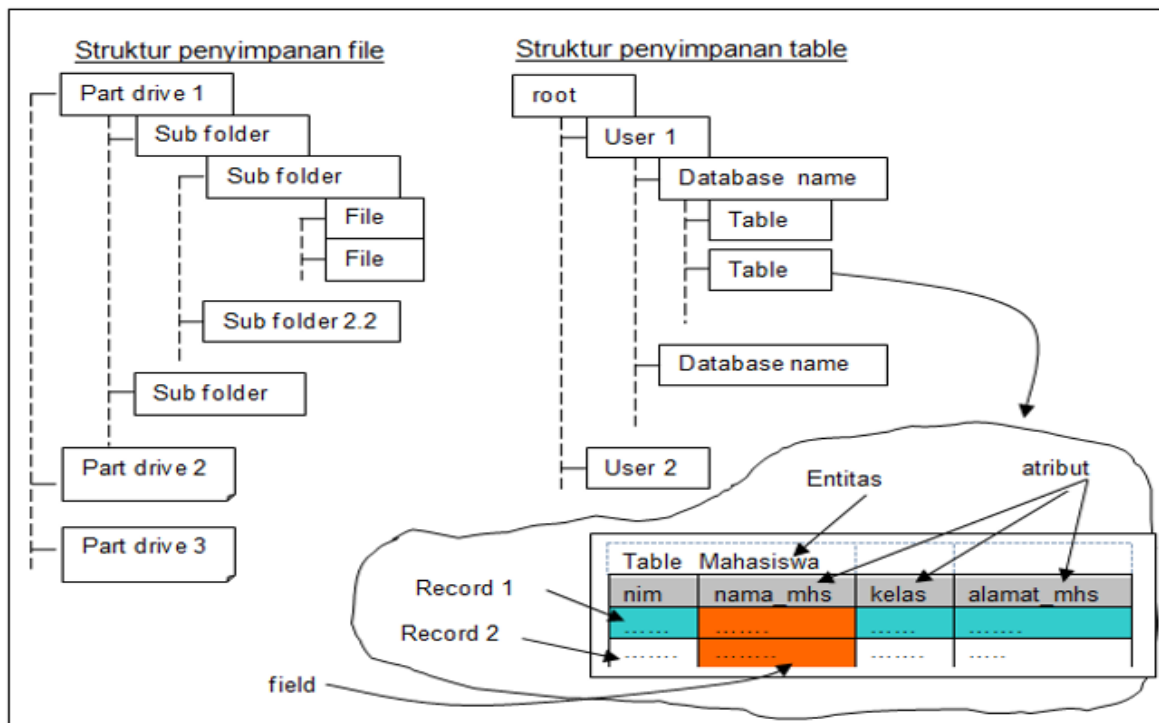 Struktur penyimpanan file
Part drive 1
Sub folder
Sub folder
File
File
Sub folder 2.2
Sub folder
Part drive 2
Part drive 3
Struktur penyimpanan table
root
User 1
Database name
Table
Table
Database name
User 2
Entitas
atribut
Table Mahasiswa
nim nama_mhs kelas alamat_mhs
Record 1
...... ....... ...... .......
Record 2
....... ........ ....... .....
field